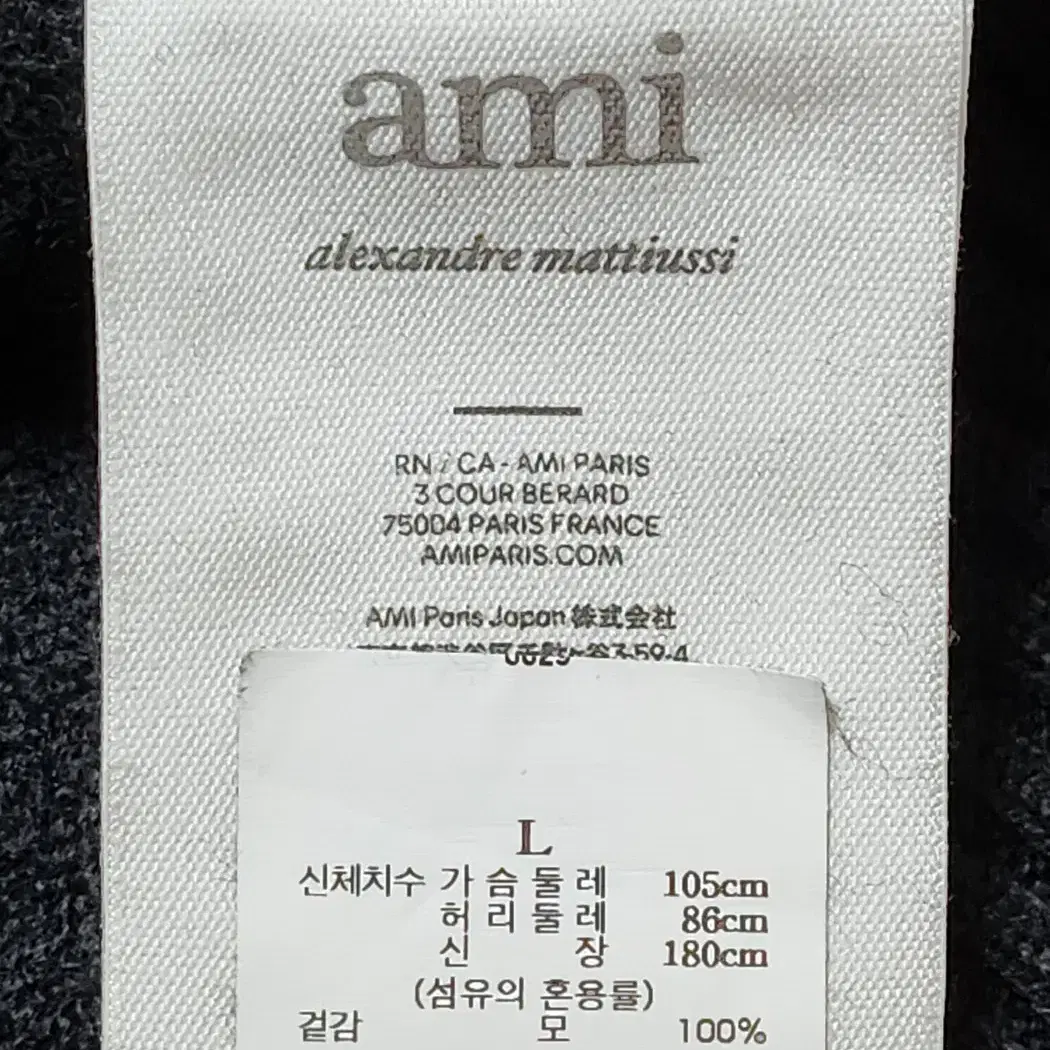 ami
alexandre mattiussi
RN / CA - AMI PARIS
3 COUR BERARD
75004 PARIS FRANCE
AMIPARIS.COM
AMI Paris Japan 株式会社
L
신체치수 가 슴 둘 레 105cm
허 리 둘 레 86cm
신 장 180cm
(섬유의 혼용률)
겉감 모 100%